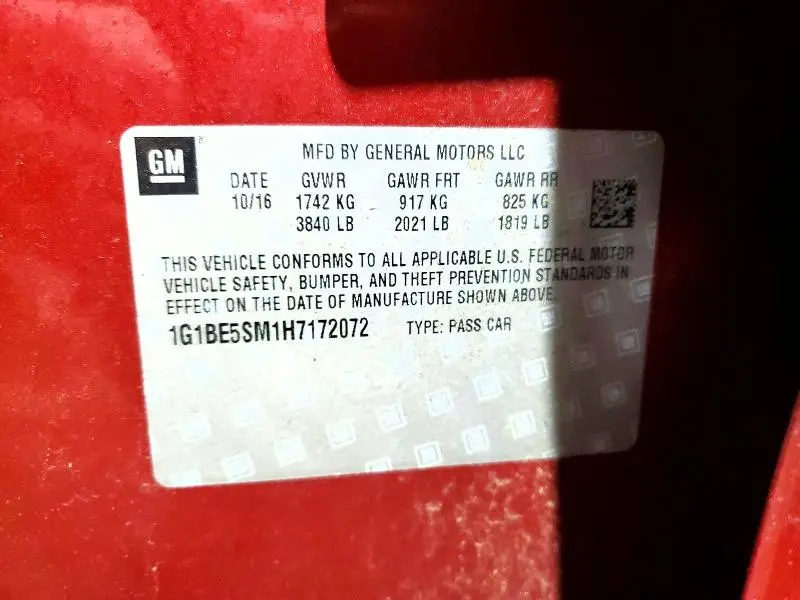 GM
MFD BY GENERAL MOTORS LLC
DATE GVWR GAWR FRT GAWR RR
10/16 1742 KG 917 KG 825 KG
3840 LB 2021 LB 1819 LB
THIS VEHICLE CONFORMS TO ALL APPLICABLE U.S. FEDERAL MOTOR
VEHICLE SAFETY, BUMPER, AND THEFT PREVENTION STANDARDS IN
EFFECT ON THE DATE OF MANUFACTURE SHOWN ABOVE.
1G1BE5SM1H7172072 TYPE: PASS CAR